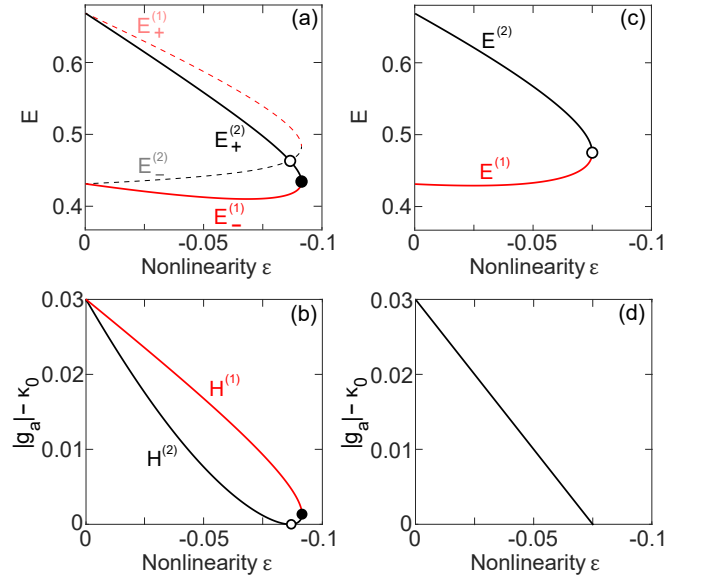 (a)
E₊⁽¹⁾
E₊⁽²⁾
E₋⁽²⁾
E₋⁽¹⁾
E
0.6
0.5
0.4
0
-0.05
-0.1
Nonlinearity ε
(c)
E⁽²⁾
E⁽¹⁾
E
0.6
0.5
0.4
0
-0.05
-0.1
Nonlinearity ε
(b)
H⁽¹⁾
H⁽²⁾
|gₐ| – κ₀
0.03
0.02
0.01
0
0
-0.05
-0.1
Nonlinearity ε
(d)
|gₐ| – κ₀
0.03
0.02
0.01
0
0
-0.05
-0.1
Nonlinearity ε